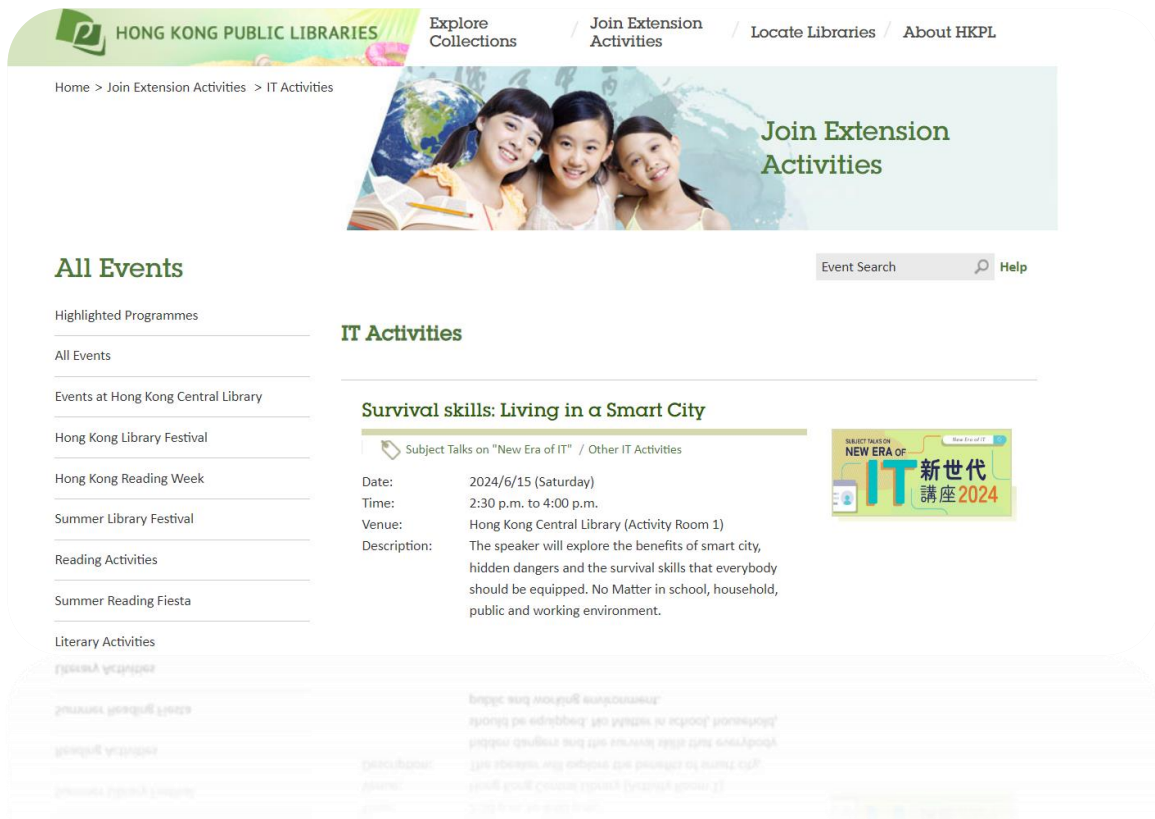 HONG KONG PUBLIC LIBRARIES
Explore
Collections
/
Join Extension
Activities
/
Locate Libraries
/
About HKPL
Home > Join Extension Activities > IT Activities
Join Extension
Activities
All Events
Event Search
Help
Highlighted Programmes
All Events
Events at Hong Kong Central Library
Hong Kong Library Festival
Hong Kong Reading Week
Summer Library Festival
Reading Activities
Summer Reading Fiesta
Literary Activities
IT Activities
Survival skills: Living in a Smart City
Subject Talks on "New Era of IT" / Other IT Activities
Date: 2024/6/15 (Saturday)
Time: 2:30 p.m. to 4:00 p.m.
Venue: Hong Kong Central Library (Activity Room 1)
Description: The speaker will explore the benefits of smart city,
hidden dangers and the survival skills that everybody
should be equipped. No Matter in school, household,
public and working environment.
SUBJECT TALKS ON
NEW ERA OF
IT
New Era of IT
新世代
講座2024